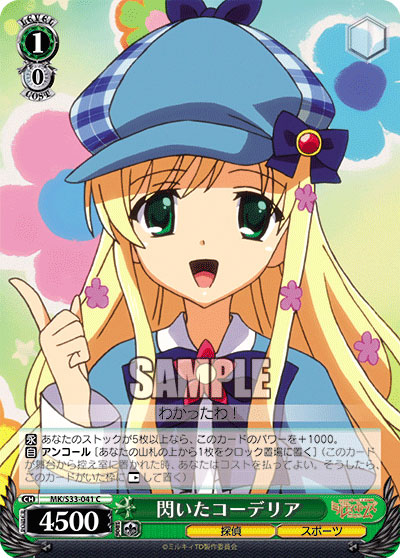 LEVEL
1
0
COST
SAMPLE
わかったわ！
永 あなたのストックが5枚以上なら、このカードのパワーを＋1000。
自 アンコール ［あなたの山札の上から1枚をクロック置場に置く］（このカード
が舞台から控え室に置かれた時、あなたはコストを払ってよい。そうしたら、
このカードがいた枠にレストして置く）
CH MK/S33-041 C
POWER
4500
閃いたコーデリア
探偵
スポーツ
©ミルキィTD製作委員会